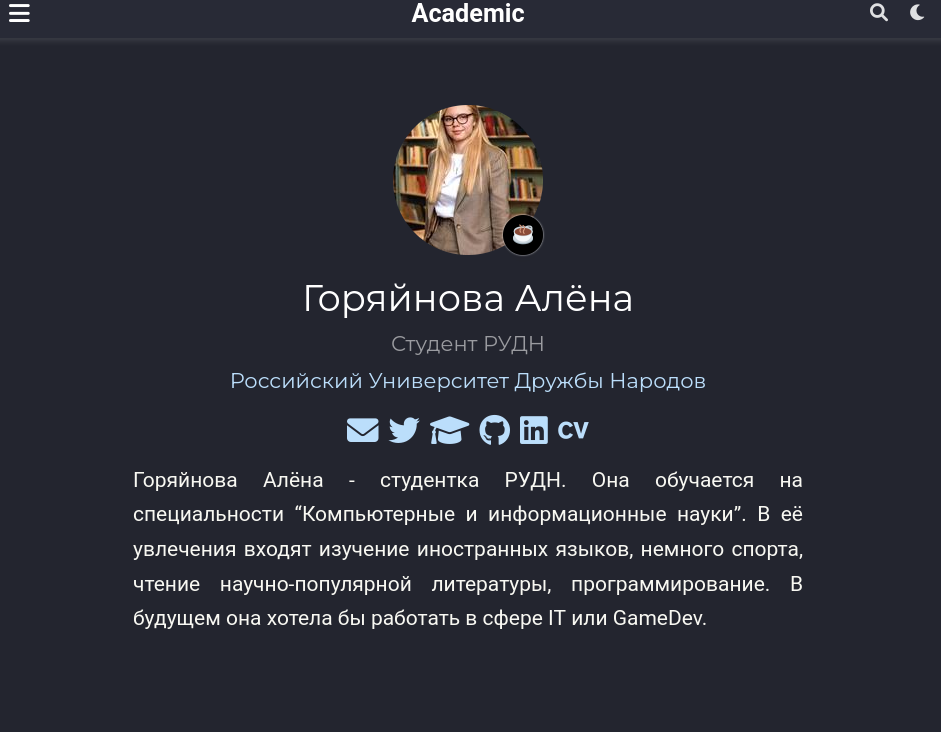 Academic
Горяйнова Алёна
Студент РУДН
Российский Университет Дружбы Народов
CV
Горяйнова Алёна - студентка РУДН. Она обучается на
специальности “Компьютерные и информационные науки”. В её
увлечения входят изучение иностранных языков, немного спорта,
чтение научно-популярной литературы, программирование. В
будущем она хотела бы работать в сфере IT или GameDev.